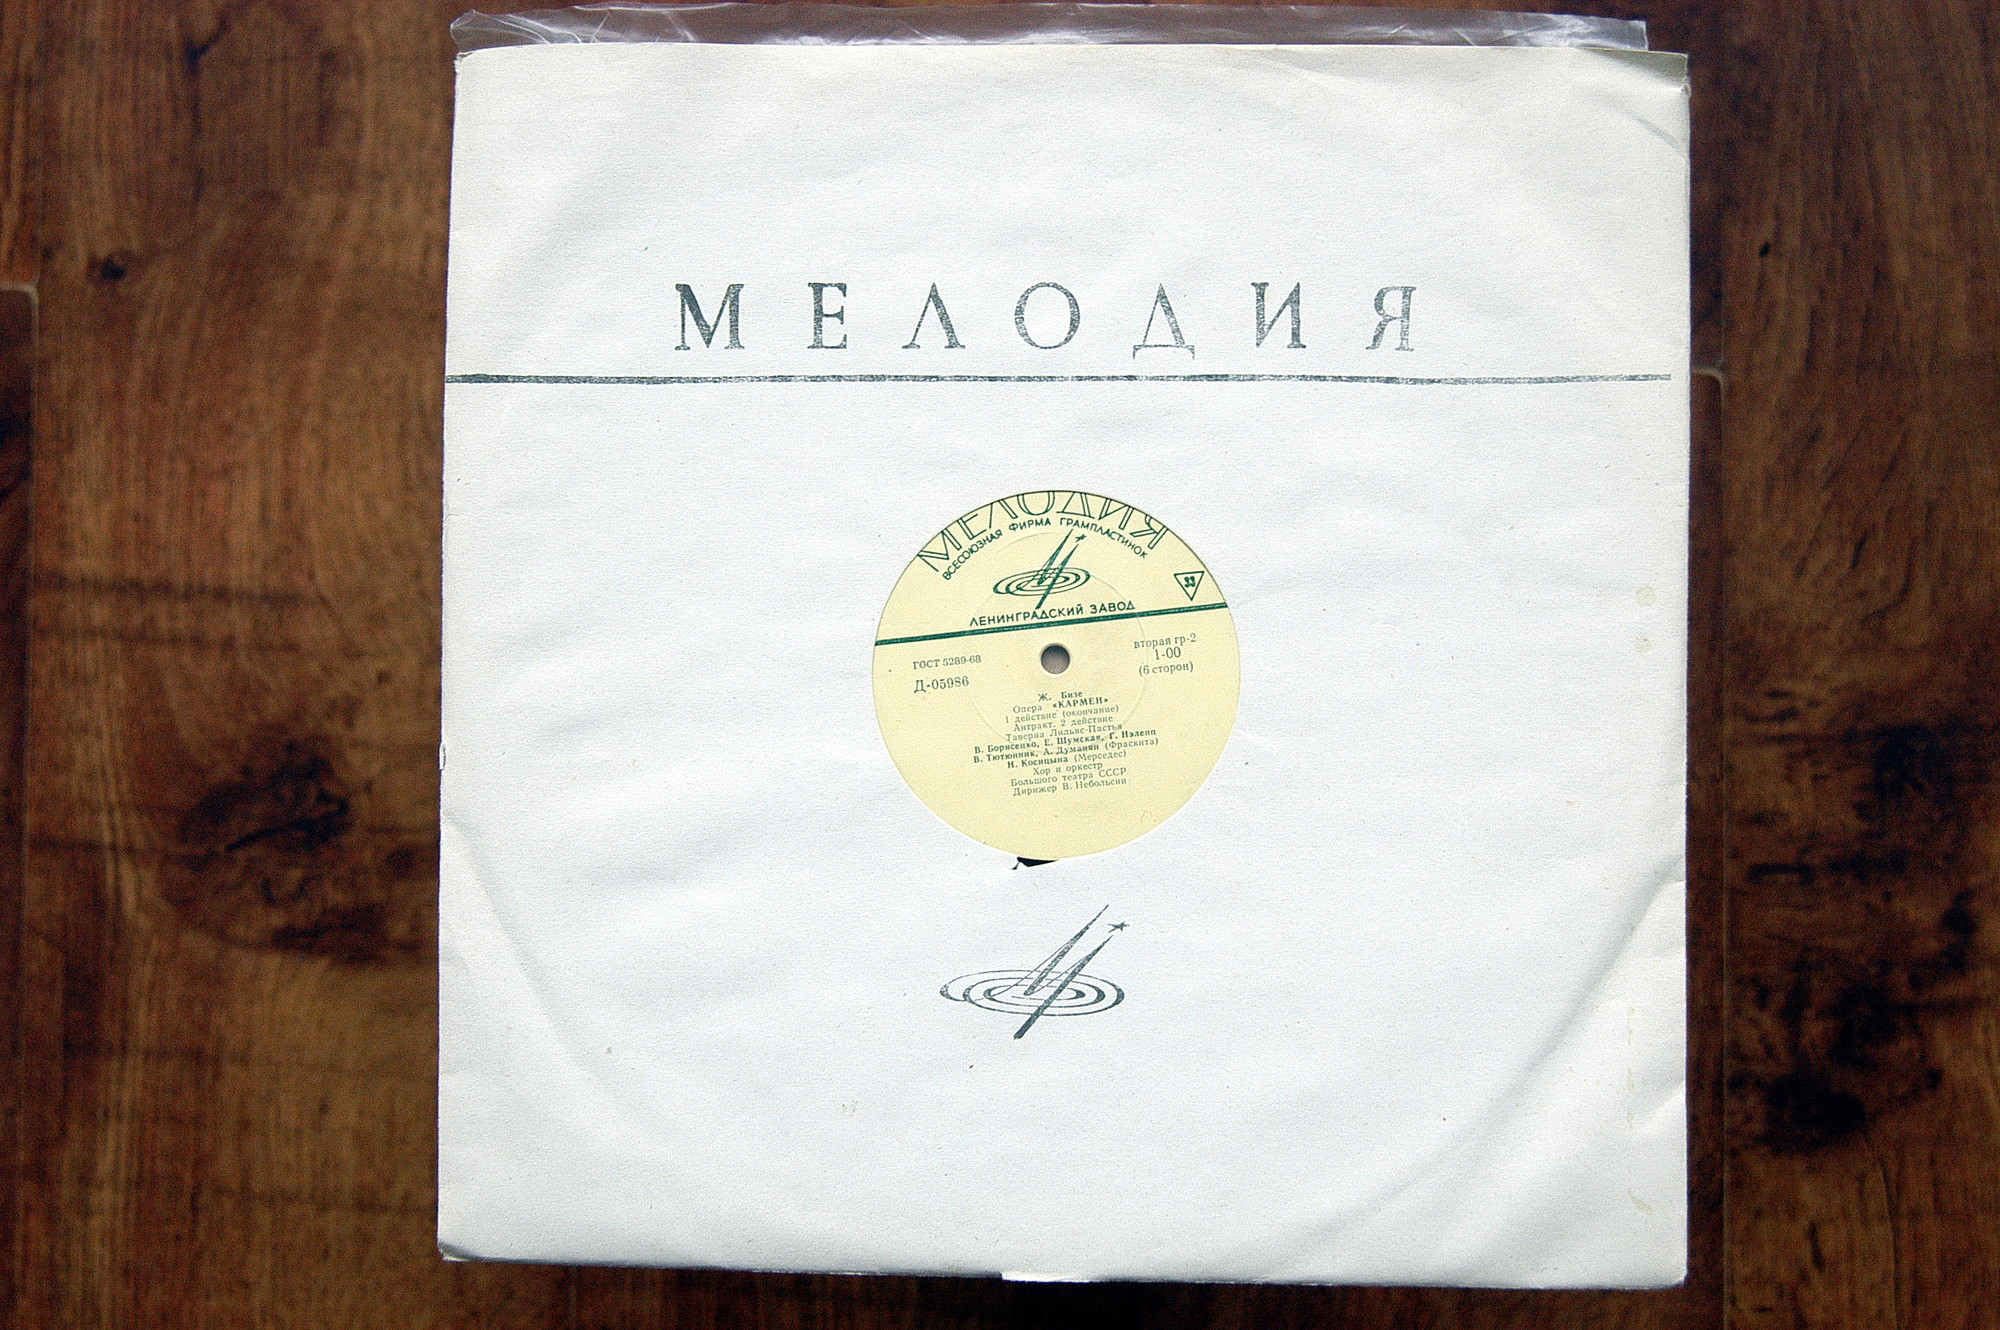 МЕЛОДИЯ
МЕЛОДИЯ
ВСЕСОЮЗНАЯ ФИРМА ГРАМПЛАСТИНОК
33
ЛЕНИНГРАДСКИЙ ЗАВОД
вторая гр-2
ГОСТ 5289-68
1-00
Д-05986
(6 сторон)
Ж. Бизе
Опера «КАРМЕН»
1 действие (окончание)
Антракт. 2 действие
Таверна Лильяс-Пастья
В. Борисенко, Е. Шумская, Г. Нэлепп
В. Тютюнник, А. Думанян (Фраскита)
Н. Косицына (Мерседес)
Хор и оркестр
Большого театра СССР
Дирижер В. Небольсин